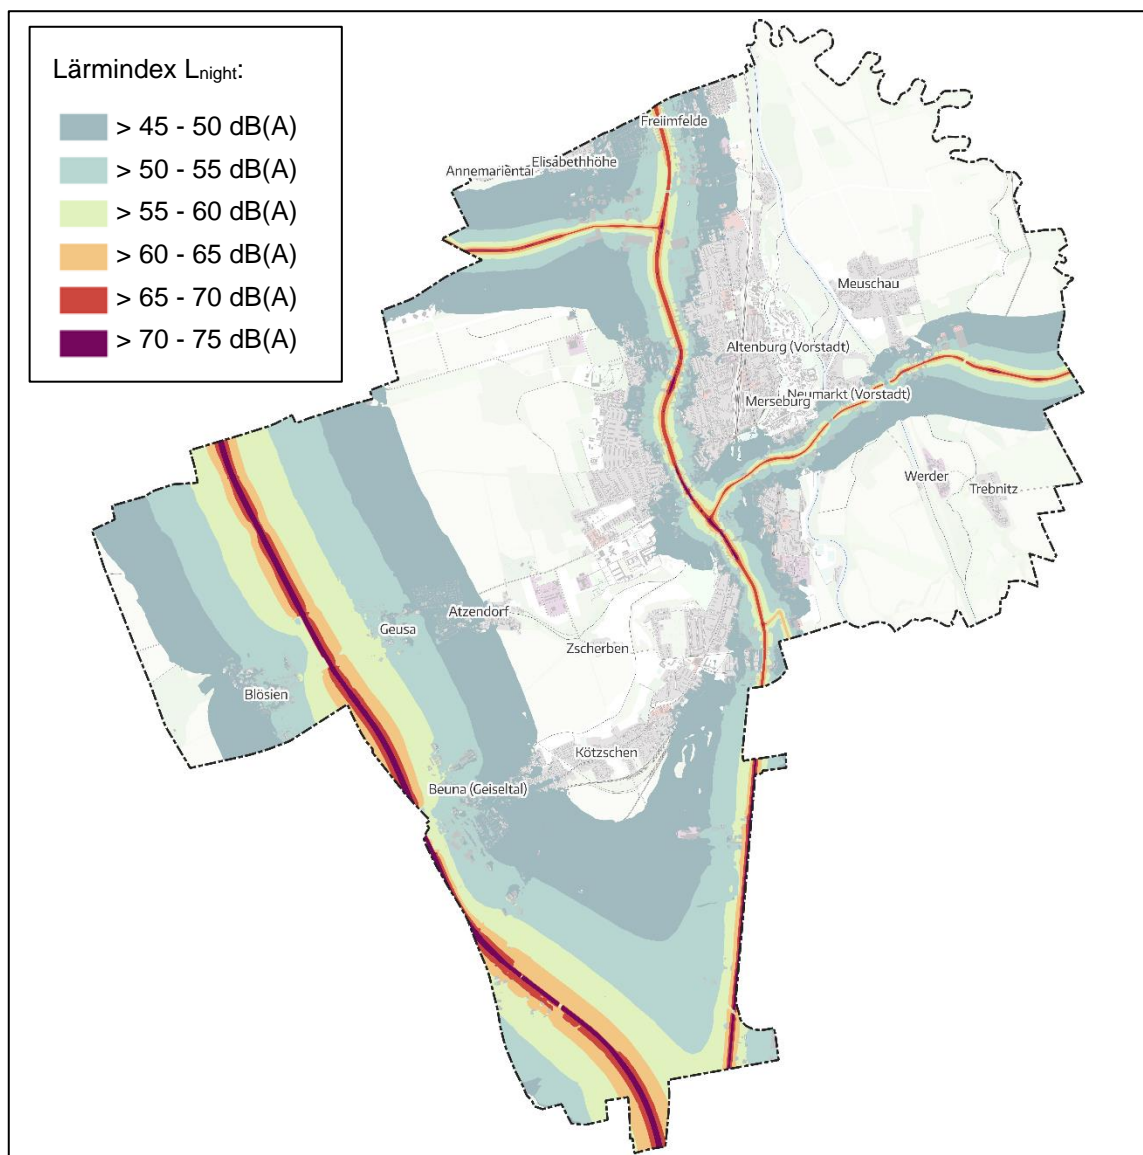 Lärmindex Lnight:
> 45 - 50 dB(A)
> 50 - 55 dB(A)
> 55 - 60 dB(A)
> 60 - 65 dB(A)
> 65 - 70 dB(A)
> 70 - 75 dB(A)
Freiimfelde
Elisabethhöhe
Annemariental
Meuschau
Altenburg (Vorstadt)
Neumarkt (Vorstadt)
Merseburg
Werder
Trebnitz
Atzendorf
Geusa
Zscherben
Blösien
Kötzschen
Beuna (Geiseltal)